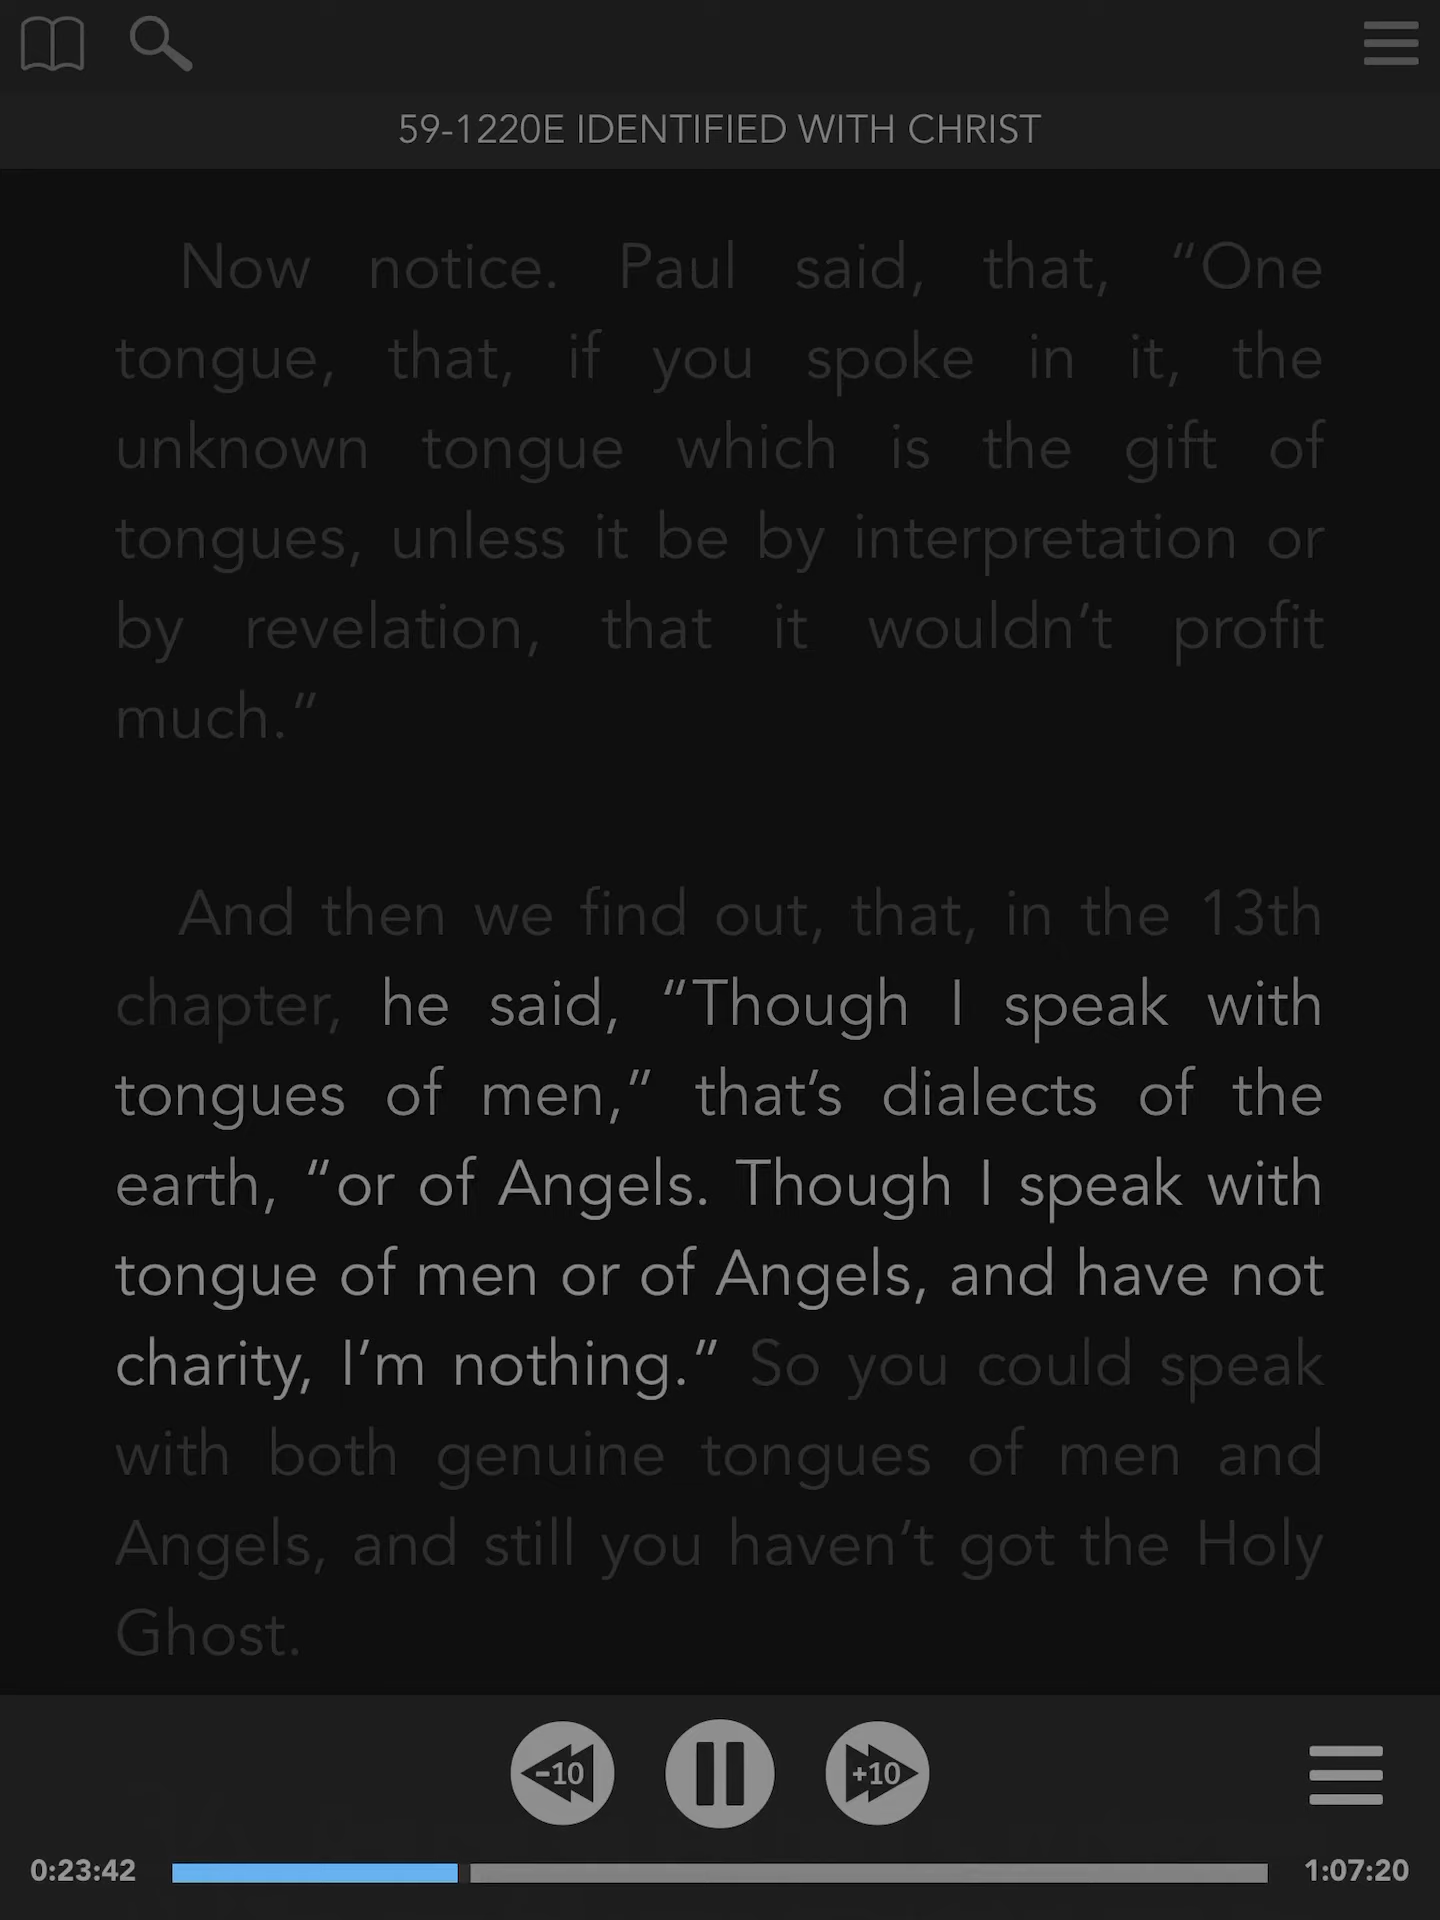 59-1220E IDENTIFIED WITH CHRIST
Now notice. Paul said, that, “One
tongue, that, if you spoke in it, the
unknown tongue which is the gift of
tongues, unless it be by interpretation or
by revelation, that it wouldn’t profit
much.”
And then we find out, that, in the 13th
chapter, he said, “Though I speak with
tongues of men,” that’s dialects of the
earth, “or of Angels. Though I speak with
tongue of men or of Angels, and have not
charity, I’m nothing.” So you could speak
with both genuine tongues of men and
Angels, and still you haven’t got the Holy
Ghost.
-10 +10
0:23:42 1:07:20